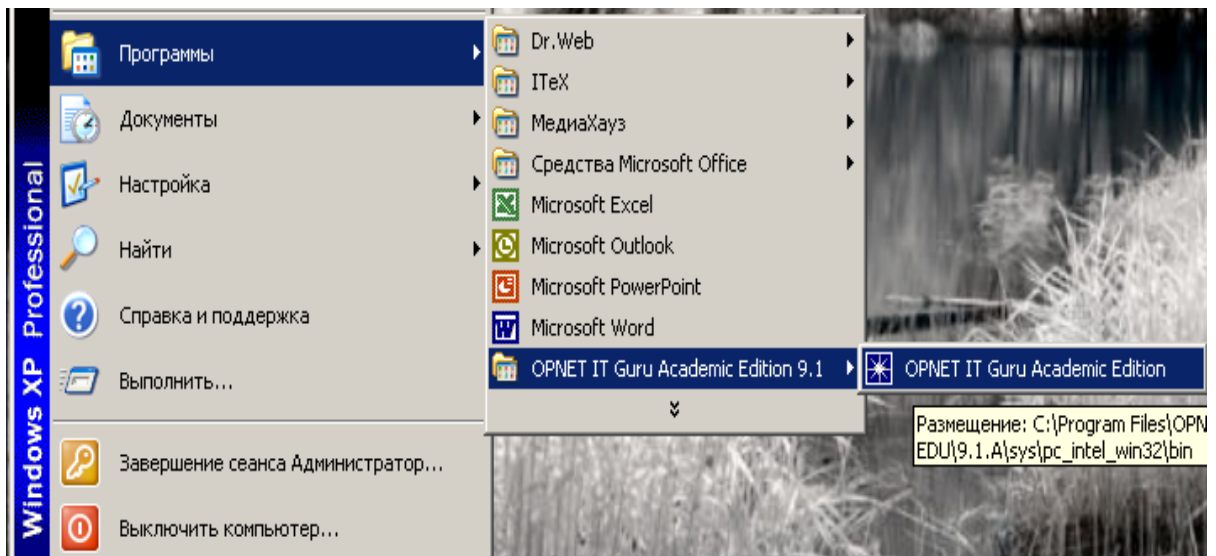 Windows XP Professional
Программы
Документы
Настройка
Найти
Справка и поддержка
Выполнить...
Завершение сеанса Администратор...
Выключить компьютер...
Dr.Web
ITeX
МедиаХауз
Средства Microsoft Office
Microsoft Excel
Microsoft Outlook
Microsoft PowerPoint
Microsoft Word
OPNET IT Guru Academic Edition 9.1
OPNET IT Guru Academic Edition
Размещение: C:\Program Files\OPN
EDU\9.1.A\sys\pc_intel_win32\bin